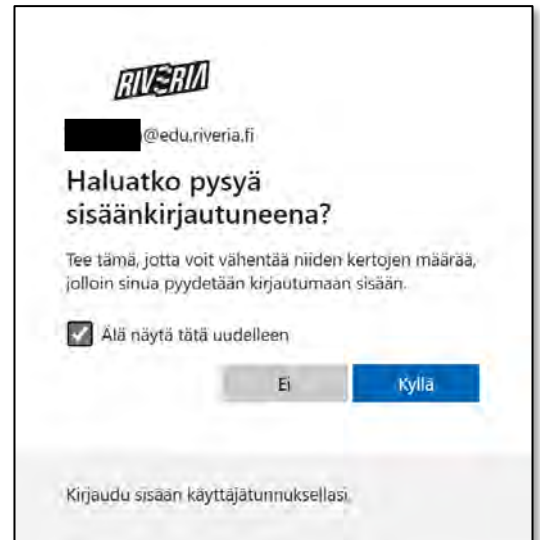 RIVERIA
@edu.riveria.fi
Haluatko pysyä
sisäänkirjautuneena?
Tee tämä, jotta voit vähentää niiden kertojen määrää,
jolloin sinua pyydetään kirjautumaan sisään.
Älä näytä tätä uudelleen
Ei Kyllä
Kirjaudu sisään käyttäjätunnuksellasi.